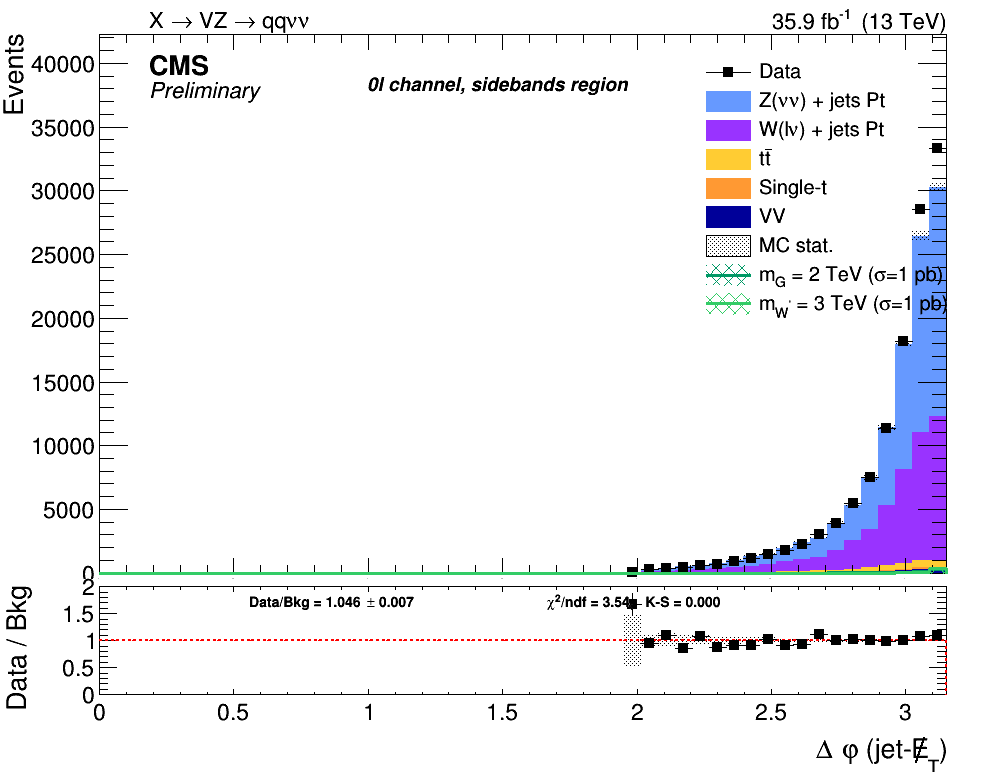 X → VZ → qqνν
35.9 fb⁻¹ (13 TeV)
Events
CMS
Preliminary
0l channel, sidebands region
Data
Z(νν) + jets Pt
W(lν) + jets Pt
tt̄
Single-t
VV
MC stat.
m_G = 2 TeV (σ=1 pb)
m_W' = 3 TeV (σ=1 pb)
40000
35000
30000
25000
20000
15000
10000
5000
0
Data / Bkg
2
1.5
1
0.5
0
Data/Bkg = 1.046 ± 0.007
χ²/ndf = 3.54
K-S = 0.000
0 0.5 1 1.5 2 2.5 3
Δ φ (jet-E̸_T)